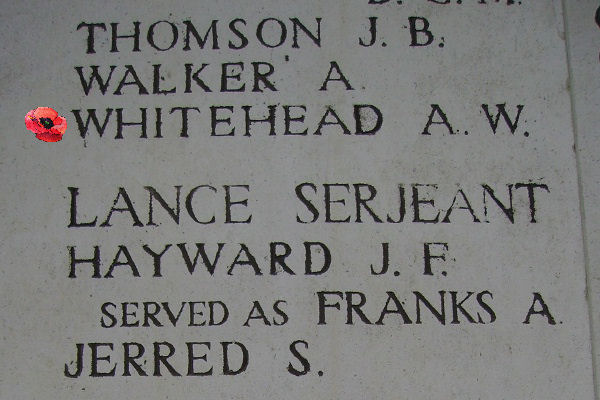 D. C. M.
THOMSON J. B.
WALKER A.
WHITEHEAD A. W.
LANCE SERJEANT
HAYWARD J. F.
SERVED AS FRANKS A.
JERRED S.